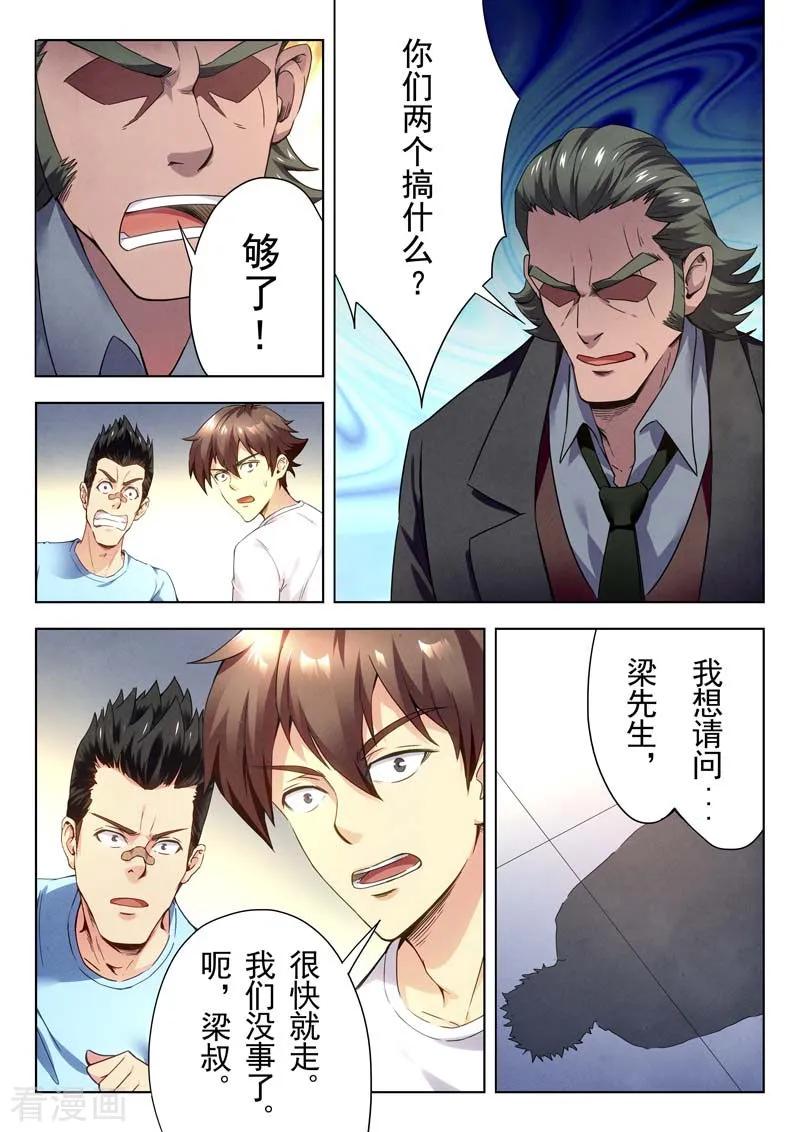 够了！
你们两个搞什么？
呃，梁叔。
我们没事了。
很快就走。
梁先生，
我想请问…
看漫画